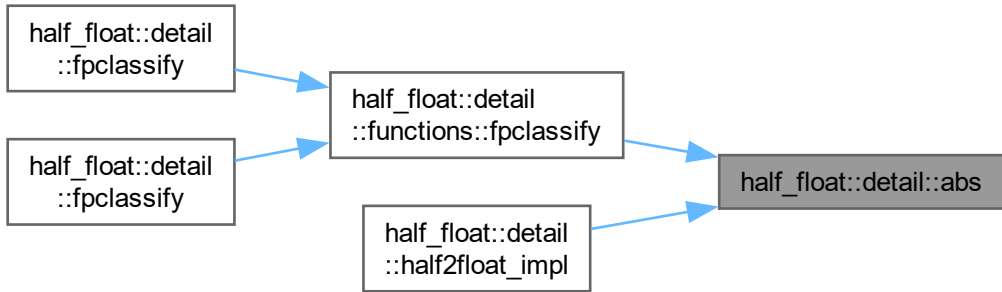 half_float::detail
::fpclassify
half_float::detail
::fpclassify
half_float::detail
::functions::fpclassify
half_float::detail
::half2float_impl
half_float::detail::abs